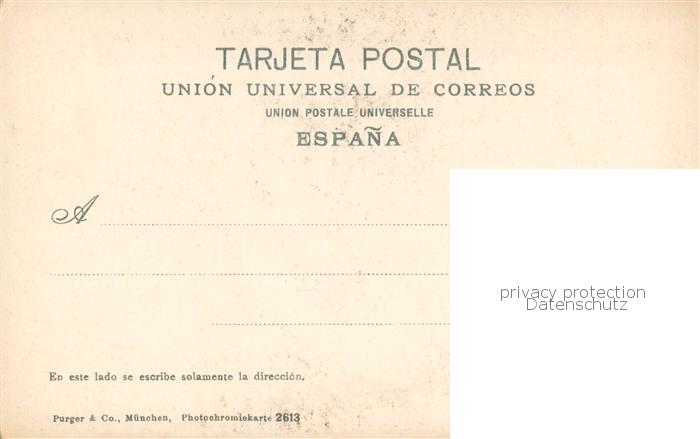 TARJETA POSTAL
UNIÓN UNIVERSAL DE CORREOS
UNION POSTALE UNIVERSELLE
ESPAÑA
A
privacy protection
Datenschutz
En este lado se escribe solamente la dirección.
Purger & Co., München, Photochromiekarte 2613